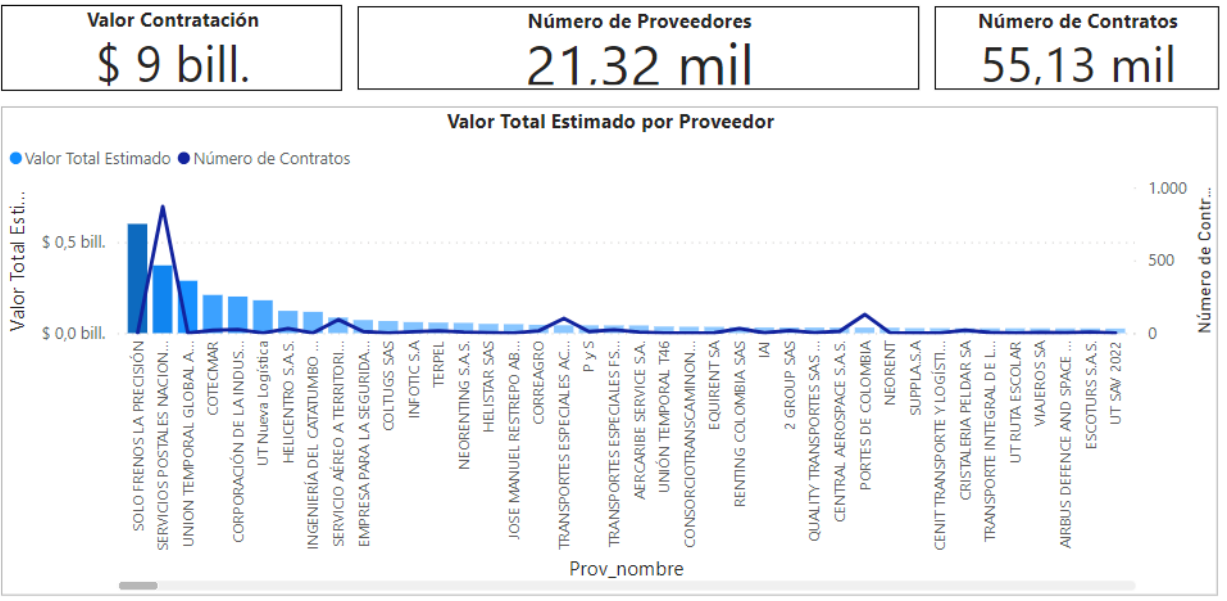 Valor Contratación
$ 9 bill.
Número de Proveedores
21,32 mil
Número de Contratos
55,13 mil
Valor Total Estimado por Proveedor
Valor Total Estimado
Número de Contratos
Valor Total Esti...
$ 0,5 bill.
$ 0,0 bill.
1.000
500
0
Número de Contr...
SOLO FRENOS LA PRECISIÓN
SERVICIOS POSTALES NACION...
UNION TEMPORAL GLOBAL A...
COTECMAR
CORPORACIÓN DE LA INDUS...
UT Nueva Logística
HELICENTRO S.A.S.
INGENIERÍA DEL CATATUMBO ...
SERVICIO AÉREO A TERRITORI...
EMPRESA PARA LA SEGURIDA...
COLTUGS SAS
INFOTIC S.A
TERPEL
NEORENTING S.A.S.
HELISTAR SAS
JOSE MANUEL RESTREPO AB...
CORREAGRO
TRANSPORTES ESPECIALES AC...
P y S
TRANSPORTES ESPECIALES FS...
AERCARIBE SERVICE S.A.
UNIÓN TEMPORAL T46
CONSORCIOTRANSCAMINON...
EQUIRENT SA
RENTING COLOMBIA SAS
IAI
2 GROUP SAS
QUALITY TRANSPORTES SAS ...
CENTRAL AEROSPACE S.A.S.
PORTES DE COLOMBIA
NEORENT
SUPPLA.S.A
CENIT TRANSPORTE Y LOGÍSTI...
CRISTALERIA PELDAR SA
TRANSPORTE INTEGRAL DE L...
UT RUTA ESCOLAR
VIAJEROS SA
AIRBUS DEFENCE AND SPACE ...
ESCOTURS S.A.S.
UT SAV 2022
Prov_nombre